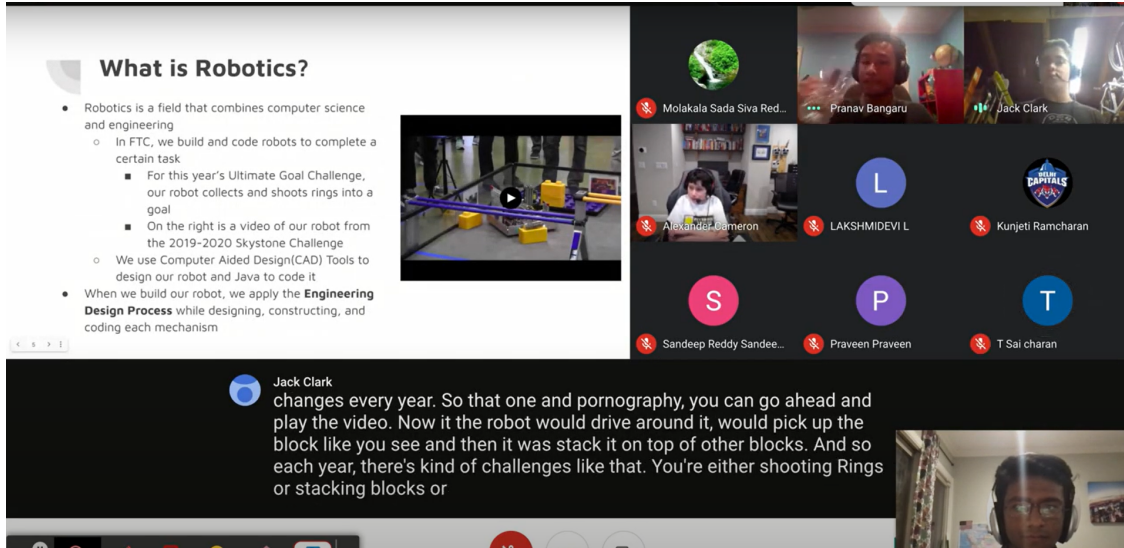 What is Robotics?
● Robotics is a field that combines computer science
and engineering
○ In FTC, we build and code robots to complete a
certain task
■ For this year's Ultimate Goal Challenge,
our robot collects and shoots rings into a
goal
■ On the right is a video of our robot from
the 2019-2020 Skystone Challenge
○ We use Computer Aided Design(CAD) Tools to
design our robot and Java to code it
● When we build our robot, we apply the Engineering
Design Process while designing, constructing, and
coding each mechanism
Molakala Sada Siva Red...
Pranav Bangaru
Jack Clark
Alexander Cameron
L
LAKSHMIDEVI L
DELHI
CAPITALS
Kunjeti Ramcharan
S
Sandeep Reddy Sandee...
P
Praveen Praveen
T
T Sai charan
Jack Clark
changes every year. So that one and pornography, you can go ahead and
play the video. Now it the robot would drive around it, would pick up the
block like you see and then it was stack it on top of other blocks. And so
each year, there's kind of challenges like that. You're either shooting Rings
or stacking blocks or